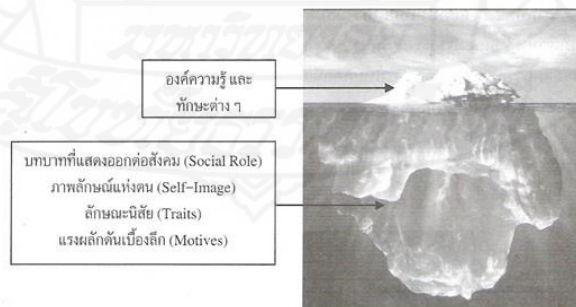 องค์ความรู้ และ
ทักษะต่าง ๆ
บทบาทที่แสดงออกต่อสังคม (Social Role)
ภาพลักษณ์แห่งตน (Self-Image)
ลักษณะนิสัย (Traits)
แรงผลักดันเบื้องลึก (Motives)